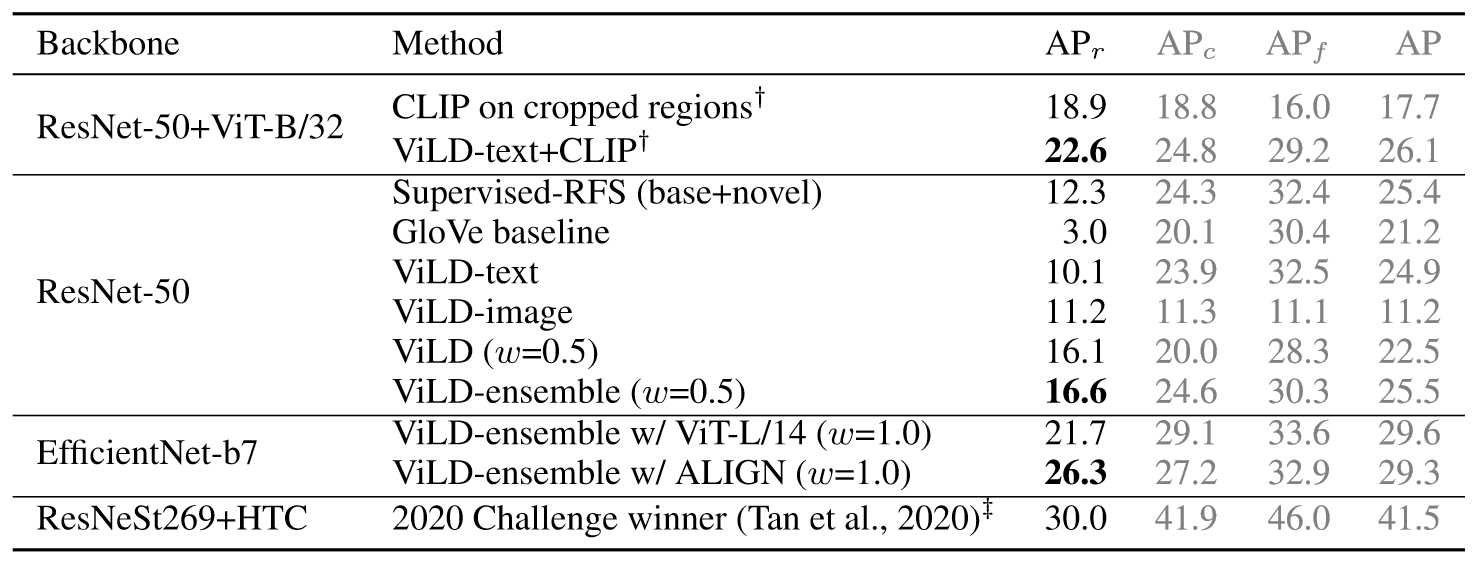 Backbone Method APr APc APf AP
ResNet-50+ViT-B/32 CLIP on cropped regions† 18.9 18.8 16.0 17.7
ViLD-text+CLIP† 22.6 24.8 29.2 26.1
ResNet-50 Supervised-RFS (base+novel) 12.3 24.3 32.4 25.4
GloVe baseline 3.0 20.1 30.4 21.2
ViLD-text 10.1 23.9 32.5 24.9
ViLD-image 11.2 11.3 11.1 11.2
ViLD (w=0.5) 16.1 20.0 28.3 22.5
ViLD-ensemble (w=0.5) 16.6 24.6 30.3 25.5
EfficientNet-b7 ViLD-ensemble w/ ViT-L/14 (w=1.0) 21.7 29.1 33.6 29.6
ViLD-ensemble w/ ALIGN (w=1.0) 26.3 27.2 32.9 29.3
ResNeSt269+HTC 2020 Challenge winner (Tan et al., 2020)‡ 30.0 41.9 46.0 41.5